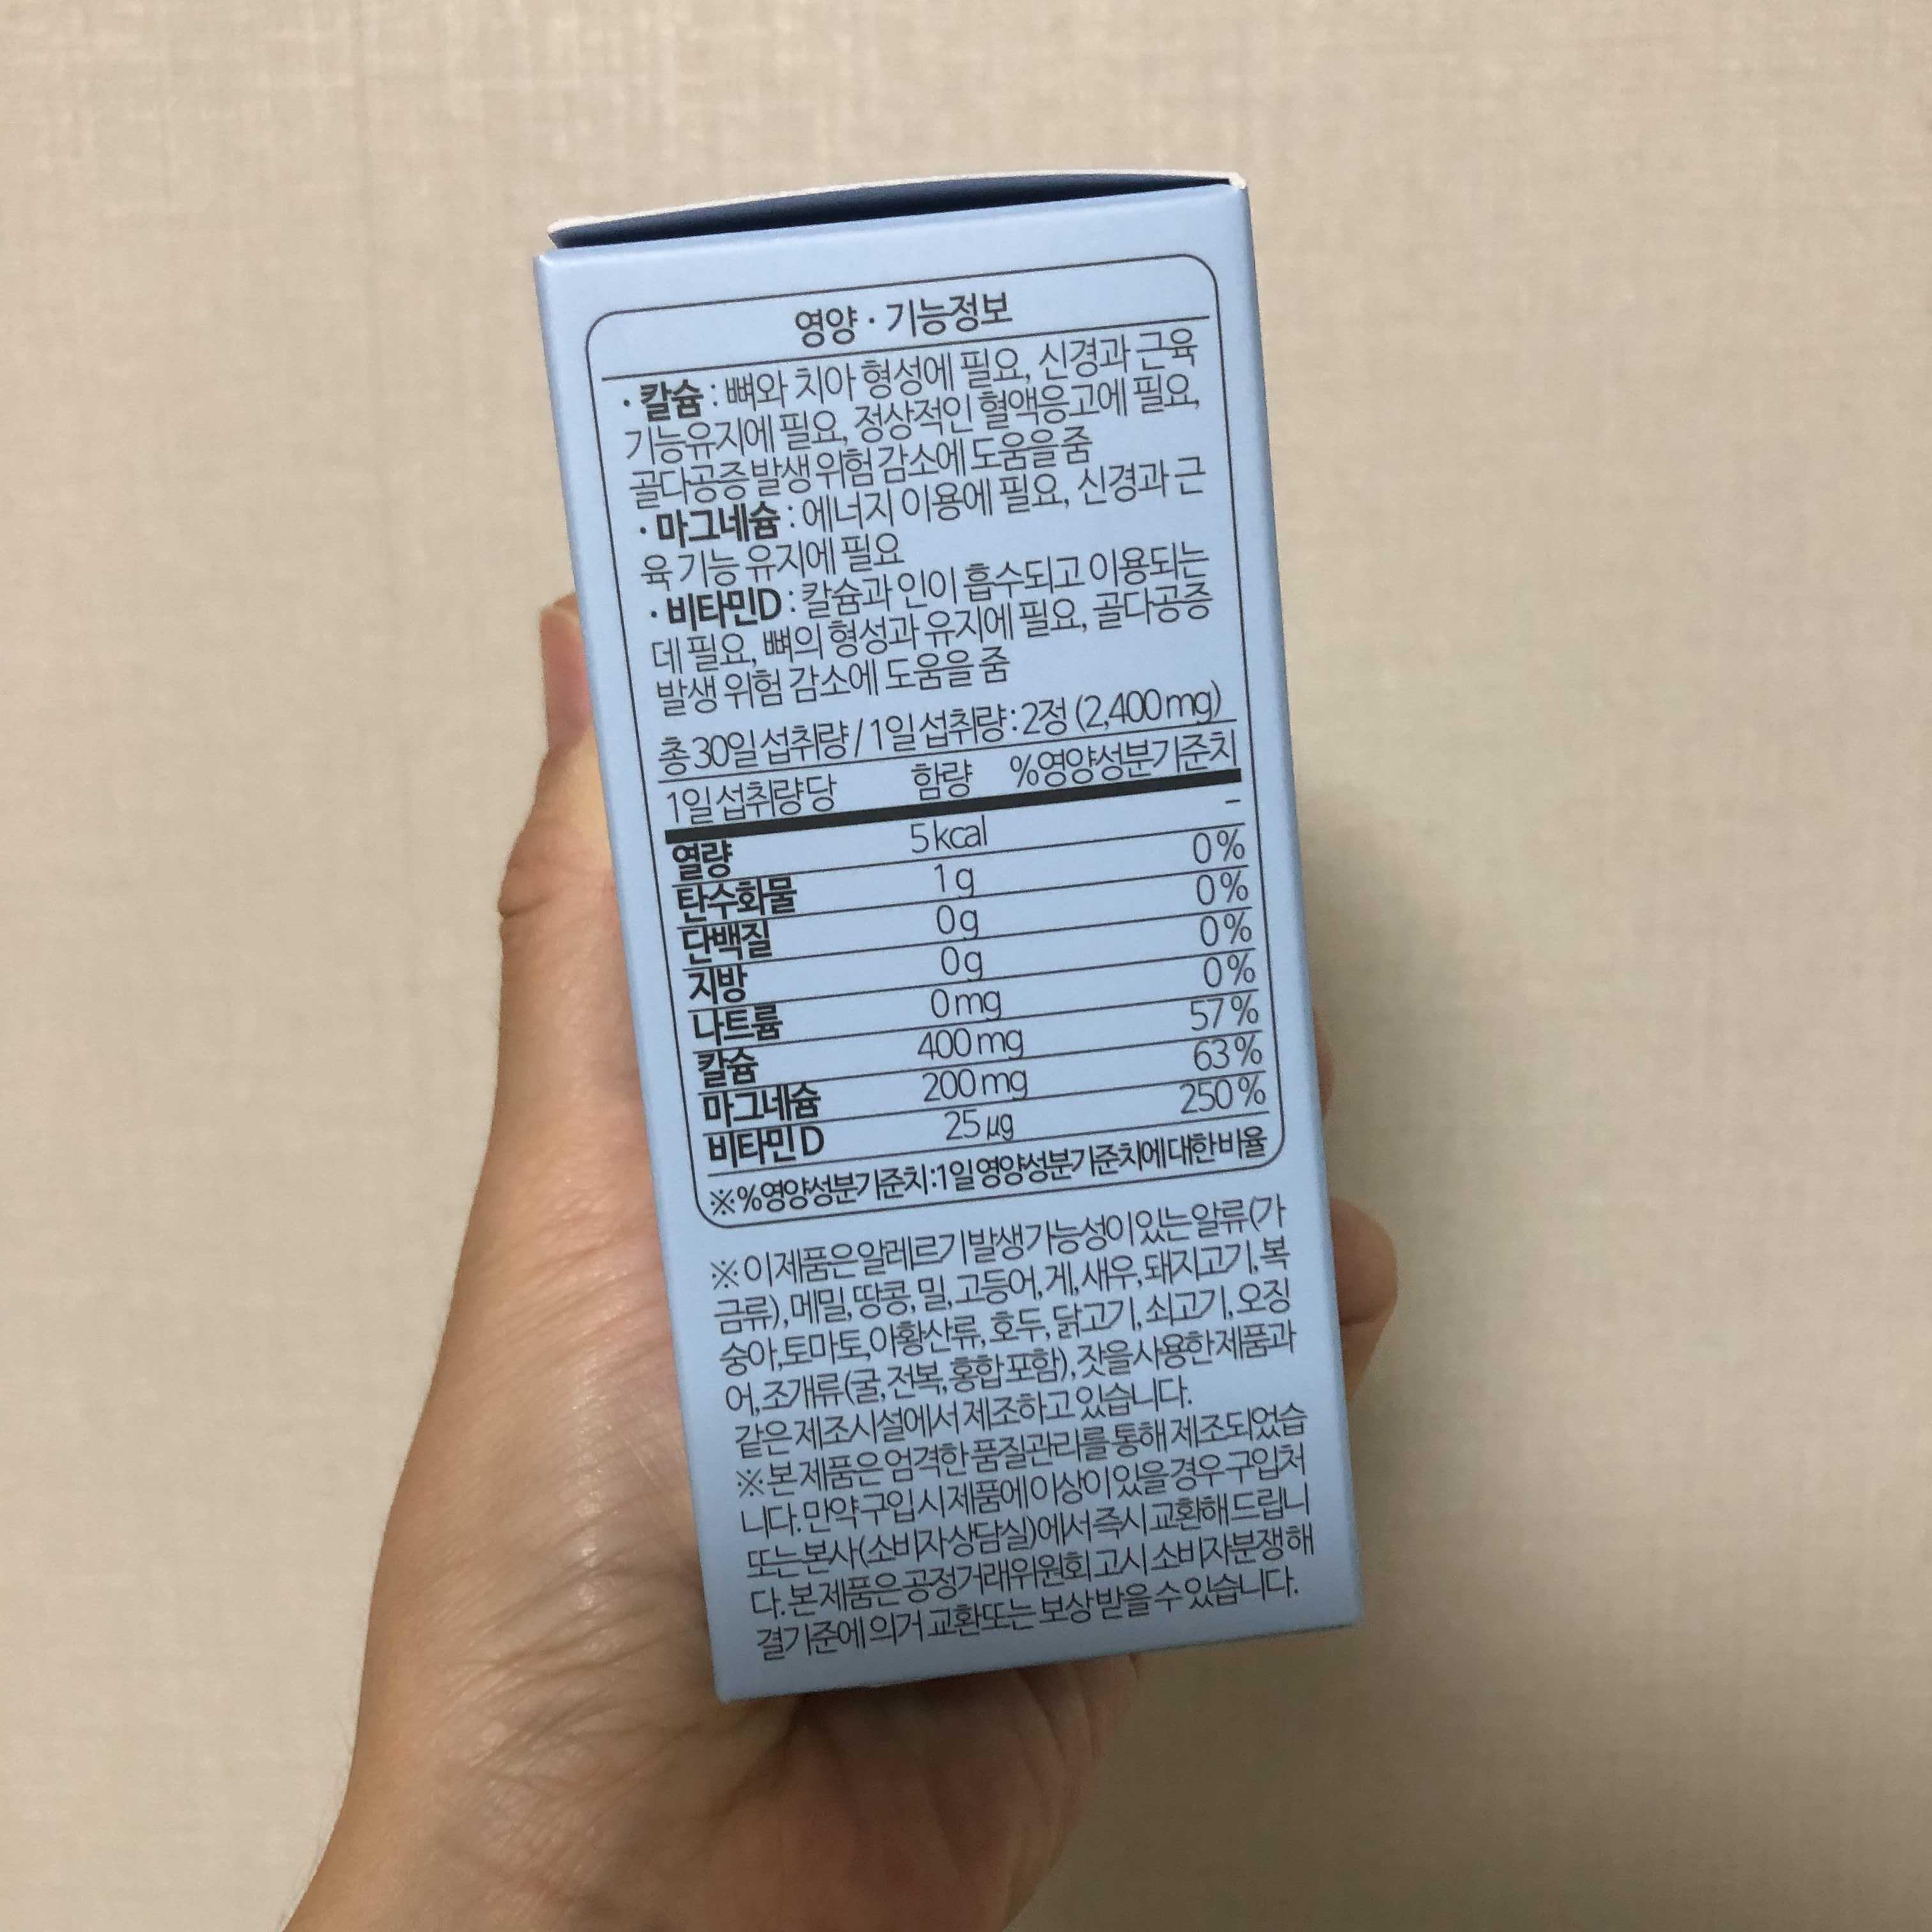 영양 · 기능정보
· 칼슘 : 뼈와 치아 형성에 필요, 신경과 근육
기능유지에 필요, 정상적인 혈액응고에 필요,
골다공증발생 위험 감소에 도움을 줌
· 마그네슘 : 에너지 이용에 필요, 신경과 근
육 기능 유지에 필요
· 비타민D : 칼슘과 인이 흡수되고 이용되는
데 필요, 뼈의 형성과 유지에 필요, 골다공증
발생 위험 감소에 도움을 줌
총 30일 섭취량 / 1일 섭취량 : 2정 (2,400mg)
1일 섭취량당 함량 %영양성분기준치
열량 5kcal -
탄수화물 1g 0%
단백질 0g 0%
지방 0g 0%
나트륨 0mg 0%
칼슘 400mg 57%
마그네슘 200mg 63%
비타민D 25µg 250%
※%영양성분기준치:1일영양성분기준치에대한비율
※ 이 제품은 알레르기 발생 가능성이 있는 알류(가
금류), 메밀, 땅콩, 밀, 고등어, 게, 새우, 돼지고기, 복
숭아, 토마토, 아황산류, 호두, 닭고기, 쇠고기, 오징
어, 조개류(굴, 전복, 홍합 포함), 잣을 사용한 제품과
같은 제조시설에서 제조하고 있습니다.
※본 제품은 엄격한 품질관리를 통해 제조되었습
니다. 만약 구입 시 제품에 이상이 있을 경우 구입처
또는 본사(소비자상담실)에서 즉시 교환해 드립니
다. 본 제품은 공정거래위원회 고시 소비자분쟁해
결기준에 의거 교환 또는 보상 받을 수 있습니다.